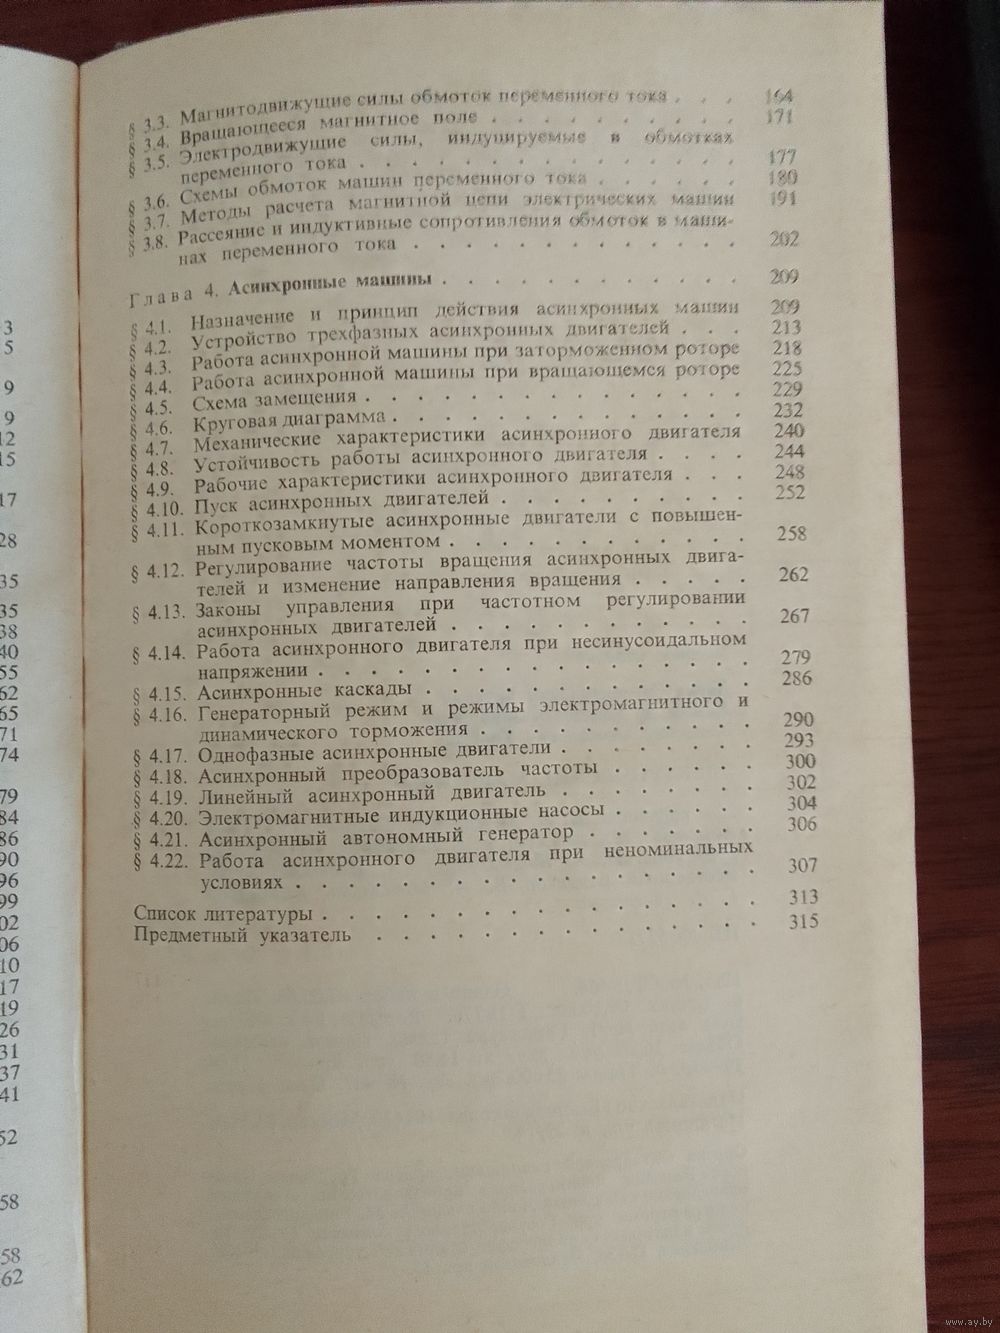 § 3.3. Магнитодвижущие силы обмоток переменного тока . . . 164
§ 3.4. Вращающееся магнитное поле . . . . . . . . . . 171
§ 3.5. Электродвижущие силы, индуцируемые в обмотках
переменного тока . . . . . . . . . . . . . . . 177
§ 3.6. Схемы обмоток машин переменного тока . . . . . . 180
§ 3.7. Методы расчета магнитной цепи электрических машин 191
§ 3.8. Рассеяние и индуктивные сопротивления обмоток в маши-
нах переменного тока . . . . . . . . . . . . . 202
Глава 4. Асинхронные машины . . . . . . . . . . . . 209
§ 4.1. Назначение и принцип действия асинхронных машин 209
§ 4.2. Устройство трехфазных асинхронных двигателей . . . 213
§ 4.3. Работа асинхронной машины при заторможенном роторе 218
§ 4.4. Работа асинхронной машины при вращающемся роторе 225
§ 4.5. Схема замещения . . . . . . . . . . . . . . . 229
§ 4.6. Круговая диаграмма . . . . . . . . . . . . . . 232
§ 4.7. Механические характеристики асинхронного двигателя 240
§ 4.8. Устойчивость работы асинхронного двигателя . . . . 244
§ 4.9. Рабочие характеристики асинхронного двигателя . . . 248
§ 4.10. Пуск асинхронных двигателей . . . . . . . . . . 252
§ 4.11. Короткозамкнутые асинхронные двигатели с повышен-
ным пусковым моментом . . . . . . . . . . . . 258
§ 4.12. Регулирование частоты вращения асинхронных двига-
телей и изменение направления вращения . . . . . 262
§ 4.13. Законы управления при частотном регулировании
асинхронных двигателей . . . . . . . . . . . . 267
§ 4.14. Работа асинхронного двигателя при несинусоидальном
напряжении . . . . . . . . . . . . . . . . . 279
§ 4.15. Асинхронные каскады . . . . . . . . . . . . . 286
§ 4.16. Генераторный режим и режимы электромагнитного и
динамического торможения . . . . . . . . . . . 290
§ 4.17. Однофазные асинхронные двигатели . . . . . . . . 293
§ 4.18. Асинхронный преобразователь частоты . . . . . . 300
§ 4.19. Линейный асинхронный двигатель . . . . . . . . 302
§ 4.20. Электромагнитные индукционные насосы . . . . . . 304
§ 4.21. Асинхронный автономный генератор . . . . . . . 306
§ 4.22. Работа асинхронного двигателя при неноминальных
условиях . . . . . . . . . . . . . . . . . . 307
Список литературы . . . . . . . . . . . . . . . . . 313
Предметный указатель . . . . . . . . . . . . . . . 315
www.ay.by